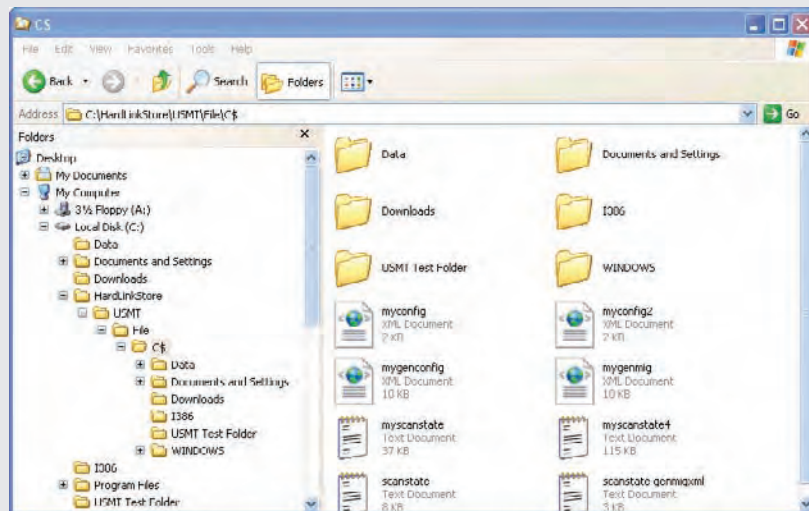 C$
File Edit View Favorites Tools Help
Back Search Folders
Address C:\HardLinkStore\USMT\File\C$ Go
Folders
Desktop
My Documents
My Computer
3½ Floppy (A:)
Local Disk (C:)
Data
Documents and Settings
Downloads
HardLinkStore
USMT
File
C$
Data
Documents and Settings
Downloads
I386
USMT Test Folder
WINDOWS
I386
Program Files
USMT Test Folder
Data
Documents and Settings
Downloads
I386
USMT Test Folder
WINDOWS
myconfig
XML Document
2 KB
myconfig2
XML Document
2 KB
mygenconfig
XML Document
10 KB
mygenmig
XML Document
10 KB
myscanstate
Text Document
37 KB
myscanstate4
Text Document
115 KB
scanstate
Text Document
8 KB
scanstate genmigxml
Text Document
3 KB